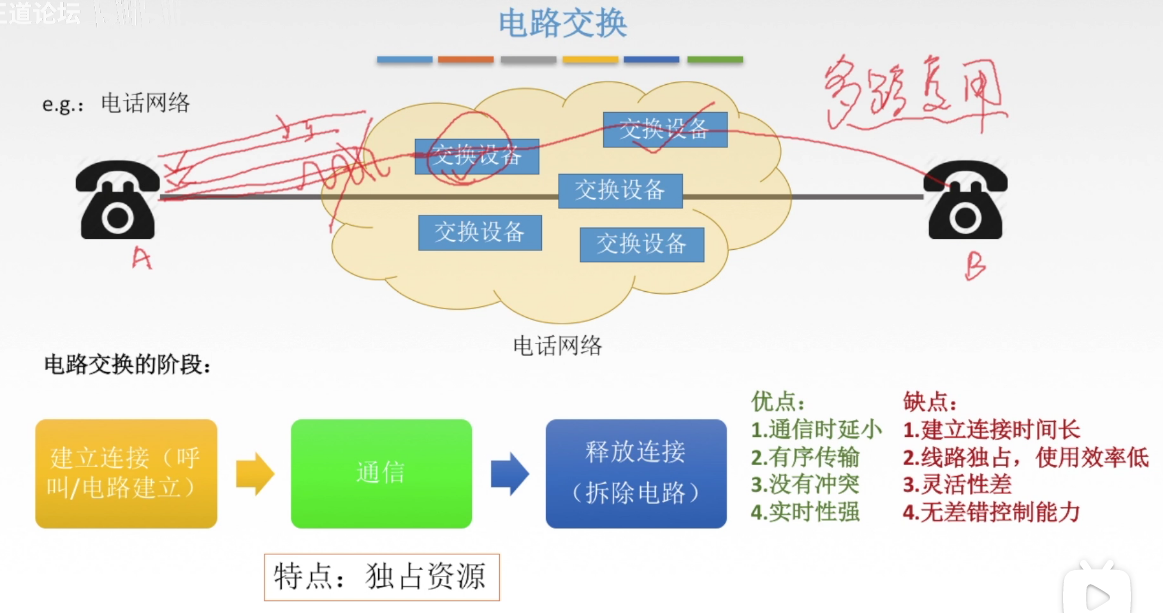 王道论坛
电路交换
多路复用
e.g.：电话网络
交换设备
交换设备
交换设备
交换设备
交换设备
A
B
电话网络
电路交换的阶段：
建立连接（呼
叫/电路建立）
通信
释放连接
（拆除电路）
优点：
1.通信时延小
2.有序传输
3.没有冲突
4.实时性强
缺点：
1.建立连接时间长
2.线路独占，使用效率低
3.灵活性差
4.无差错控制能力
特点：独占资源